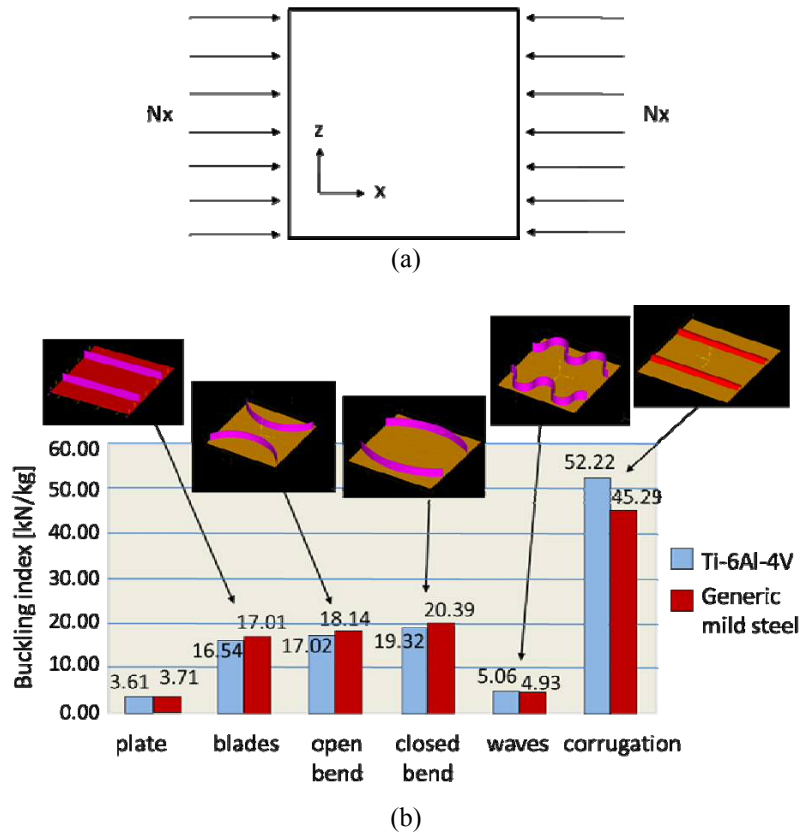 Nx
Nx
z
x
(a)
Buckling index [kN/kg]
60.00
50.00
40.00
30.00
20.00
10.00
0.00
3.61
3.71
16.54
17.01
17.02
18.14
19.32
20.39
5.06
4.93
52.22
45.29
plate
blades
open
bend
closed
bend
waves
corrugation
Ti-6Al-4V
Generic
mild steel
(b)